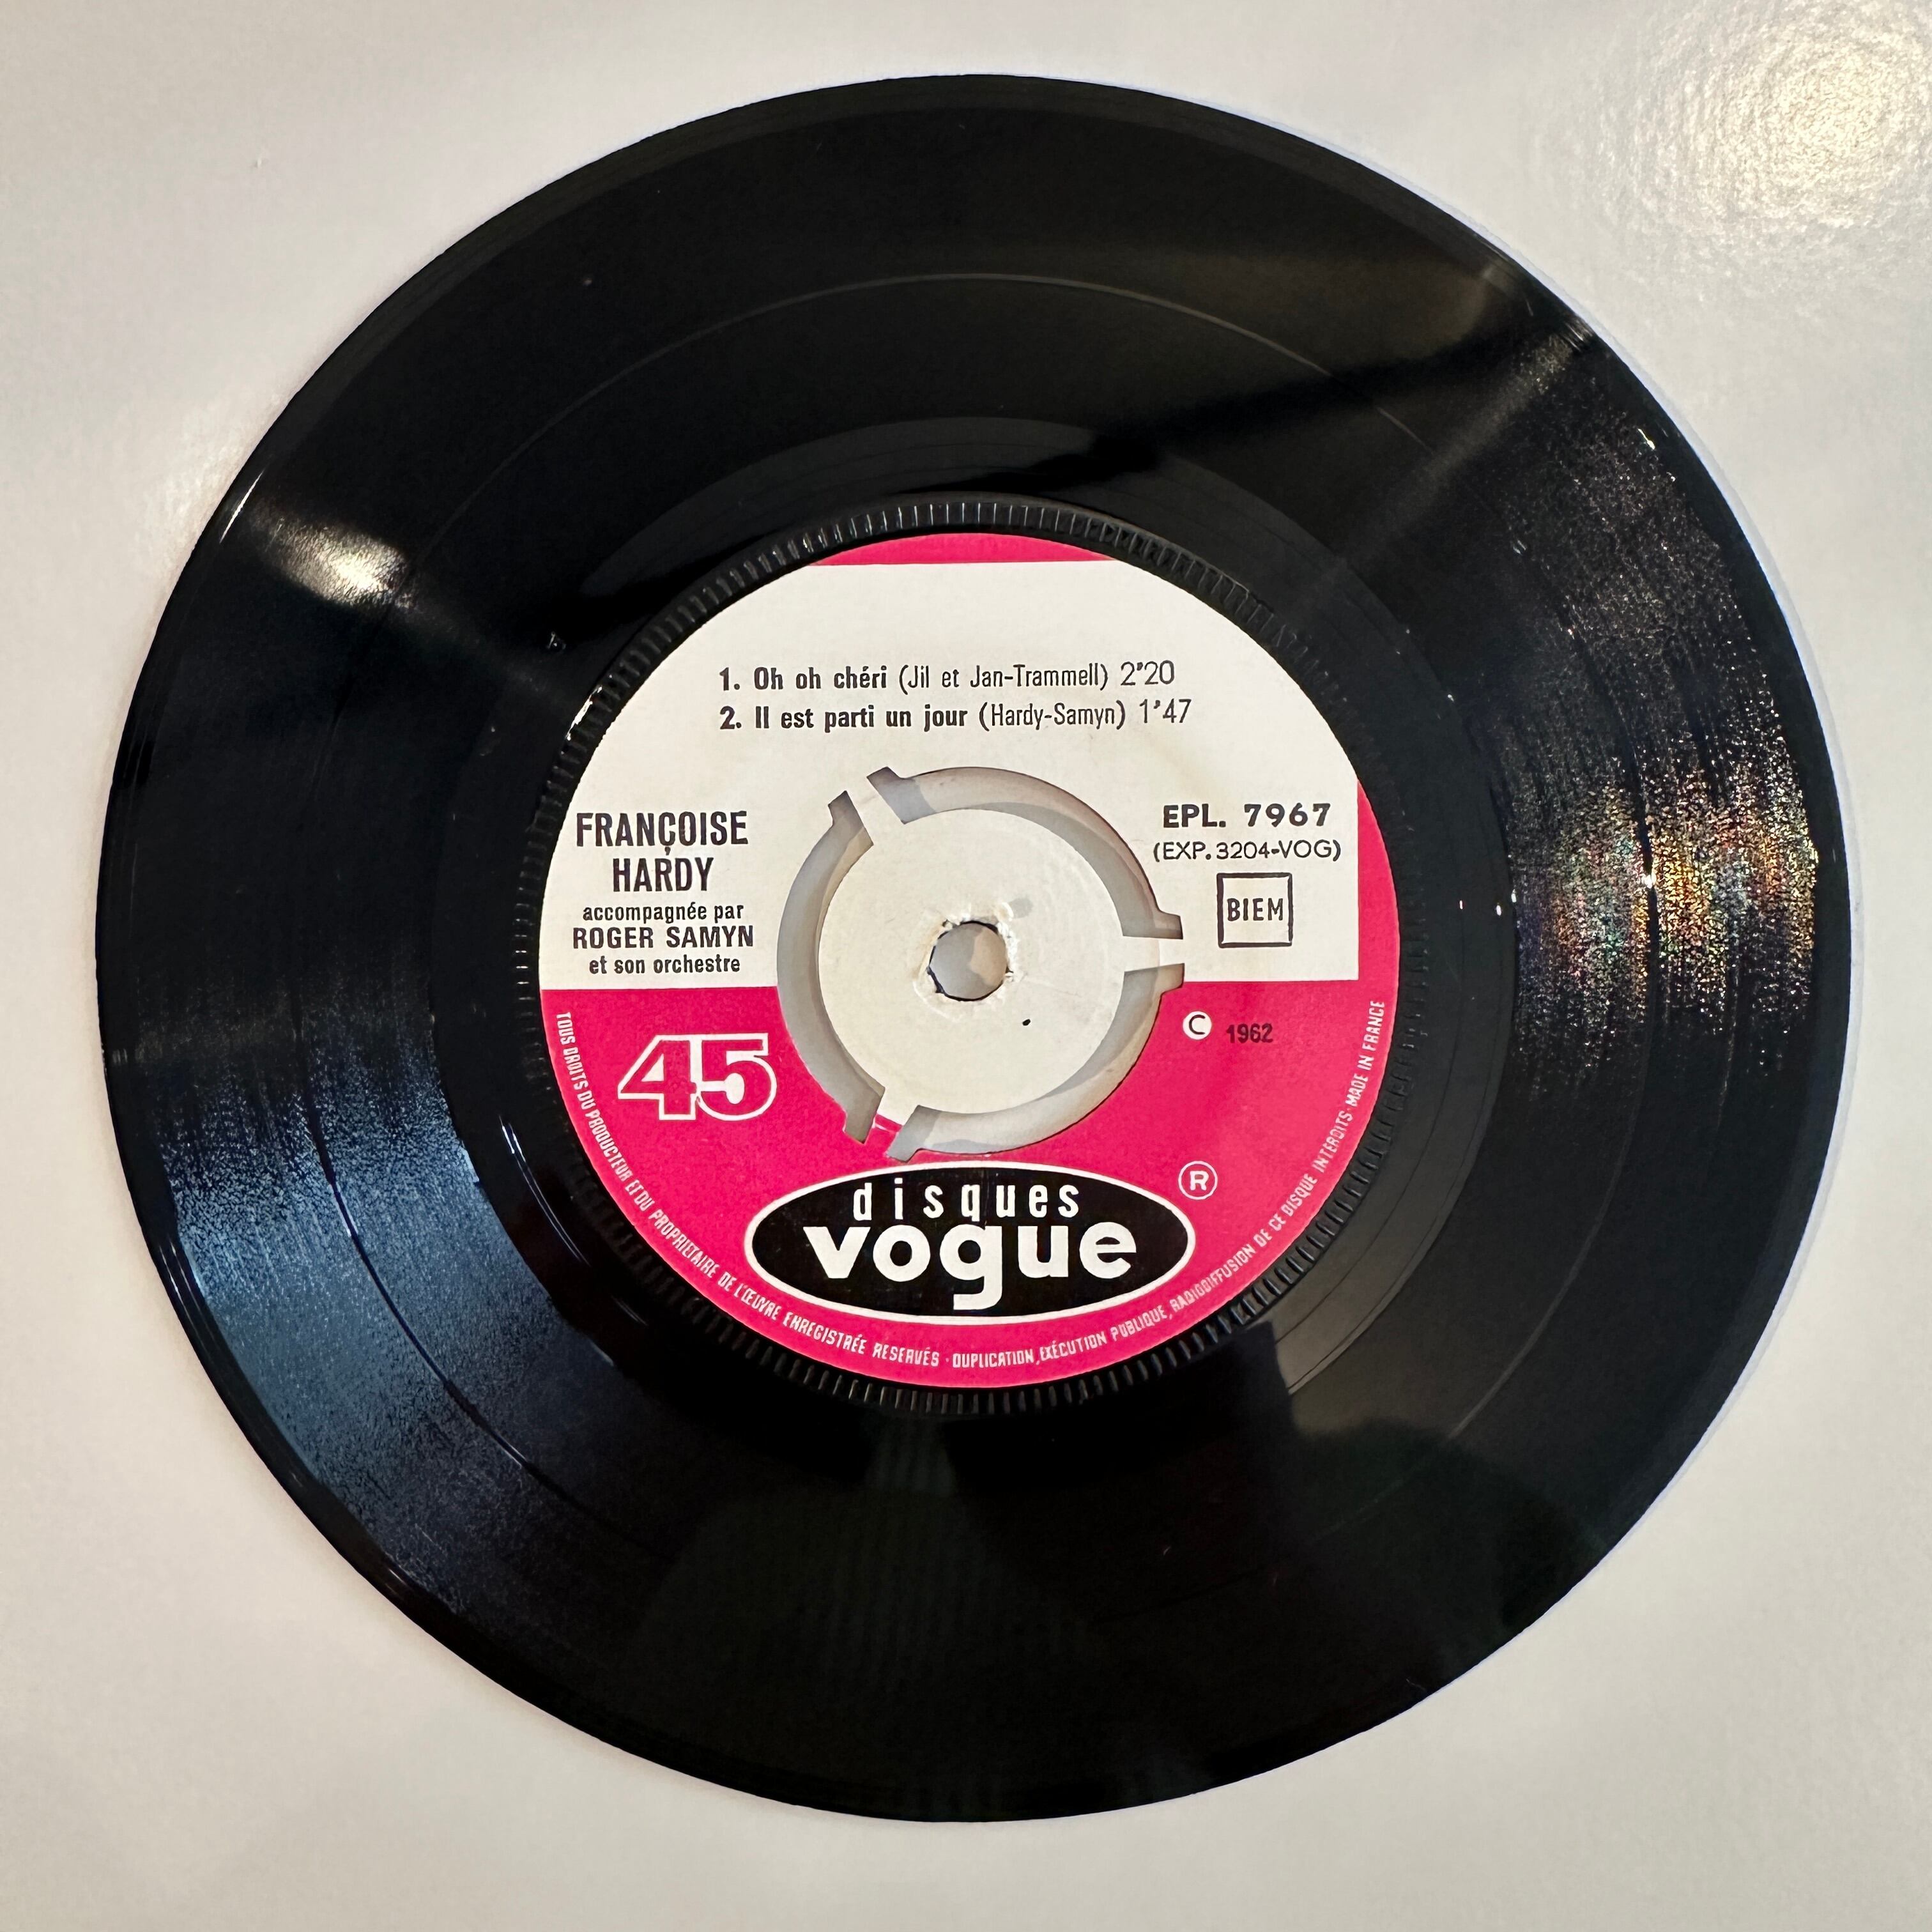 1. Oh oh chéri (Jil et Jan-Trammell) 2'20
2. Il est parti un jour (Hardy-Samyn) 1'47
FRANÇOISE
HARDY
accompagnée par
ROGER SAMYN
et son orchestre
EPL. 7967
(EXP. 3204-VOG)
BIEM
45
© 1962
disques
vogue
®
TOUS DROITS DU PRODUCTEUR ET DU PROPRIETAIRE DE L'ŒUVRE ENREGISTRÉE RESERVÉS · DUPLICATION, EXÉCUTION PUBLIQUE, RADIODIFFUSION DE CE DISQUE INTERDITS· MADE IN FRANCE